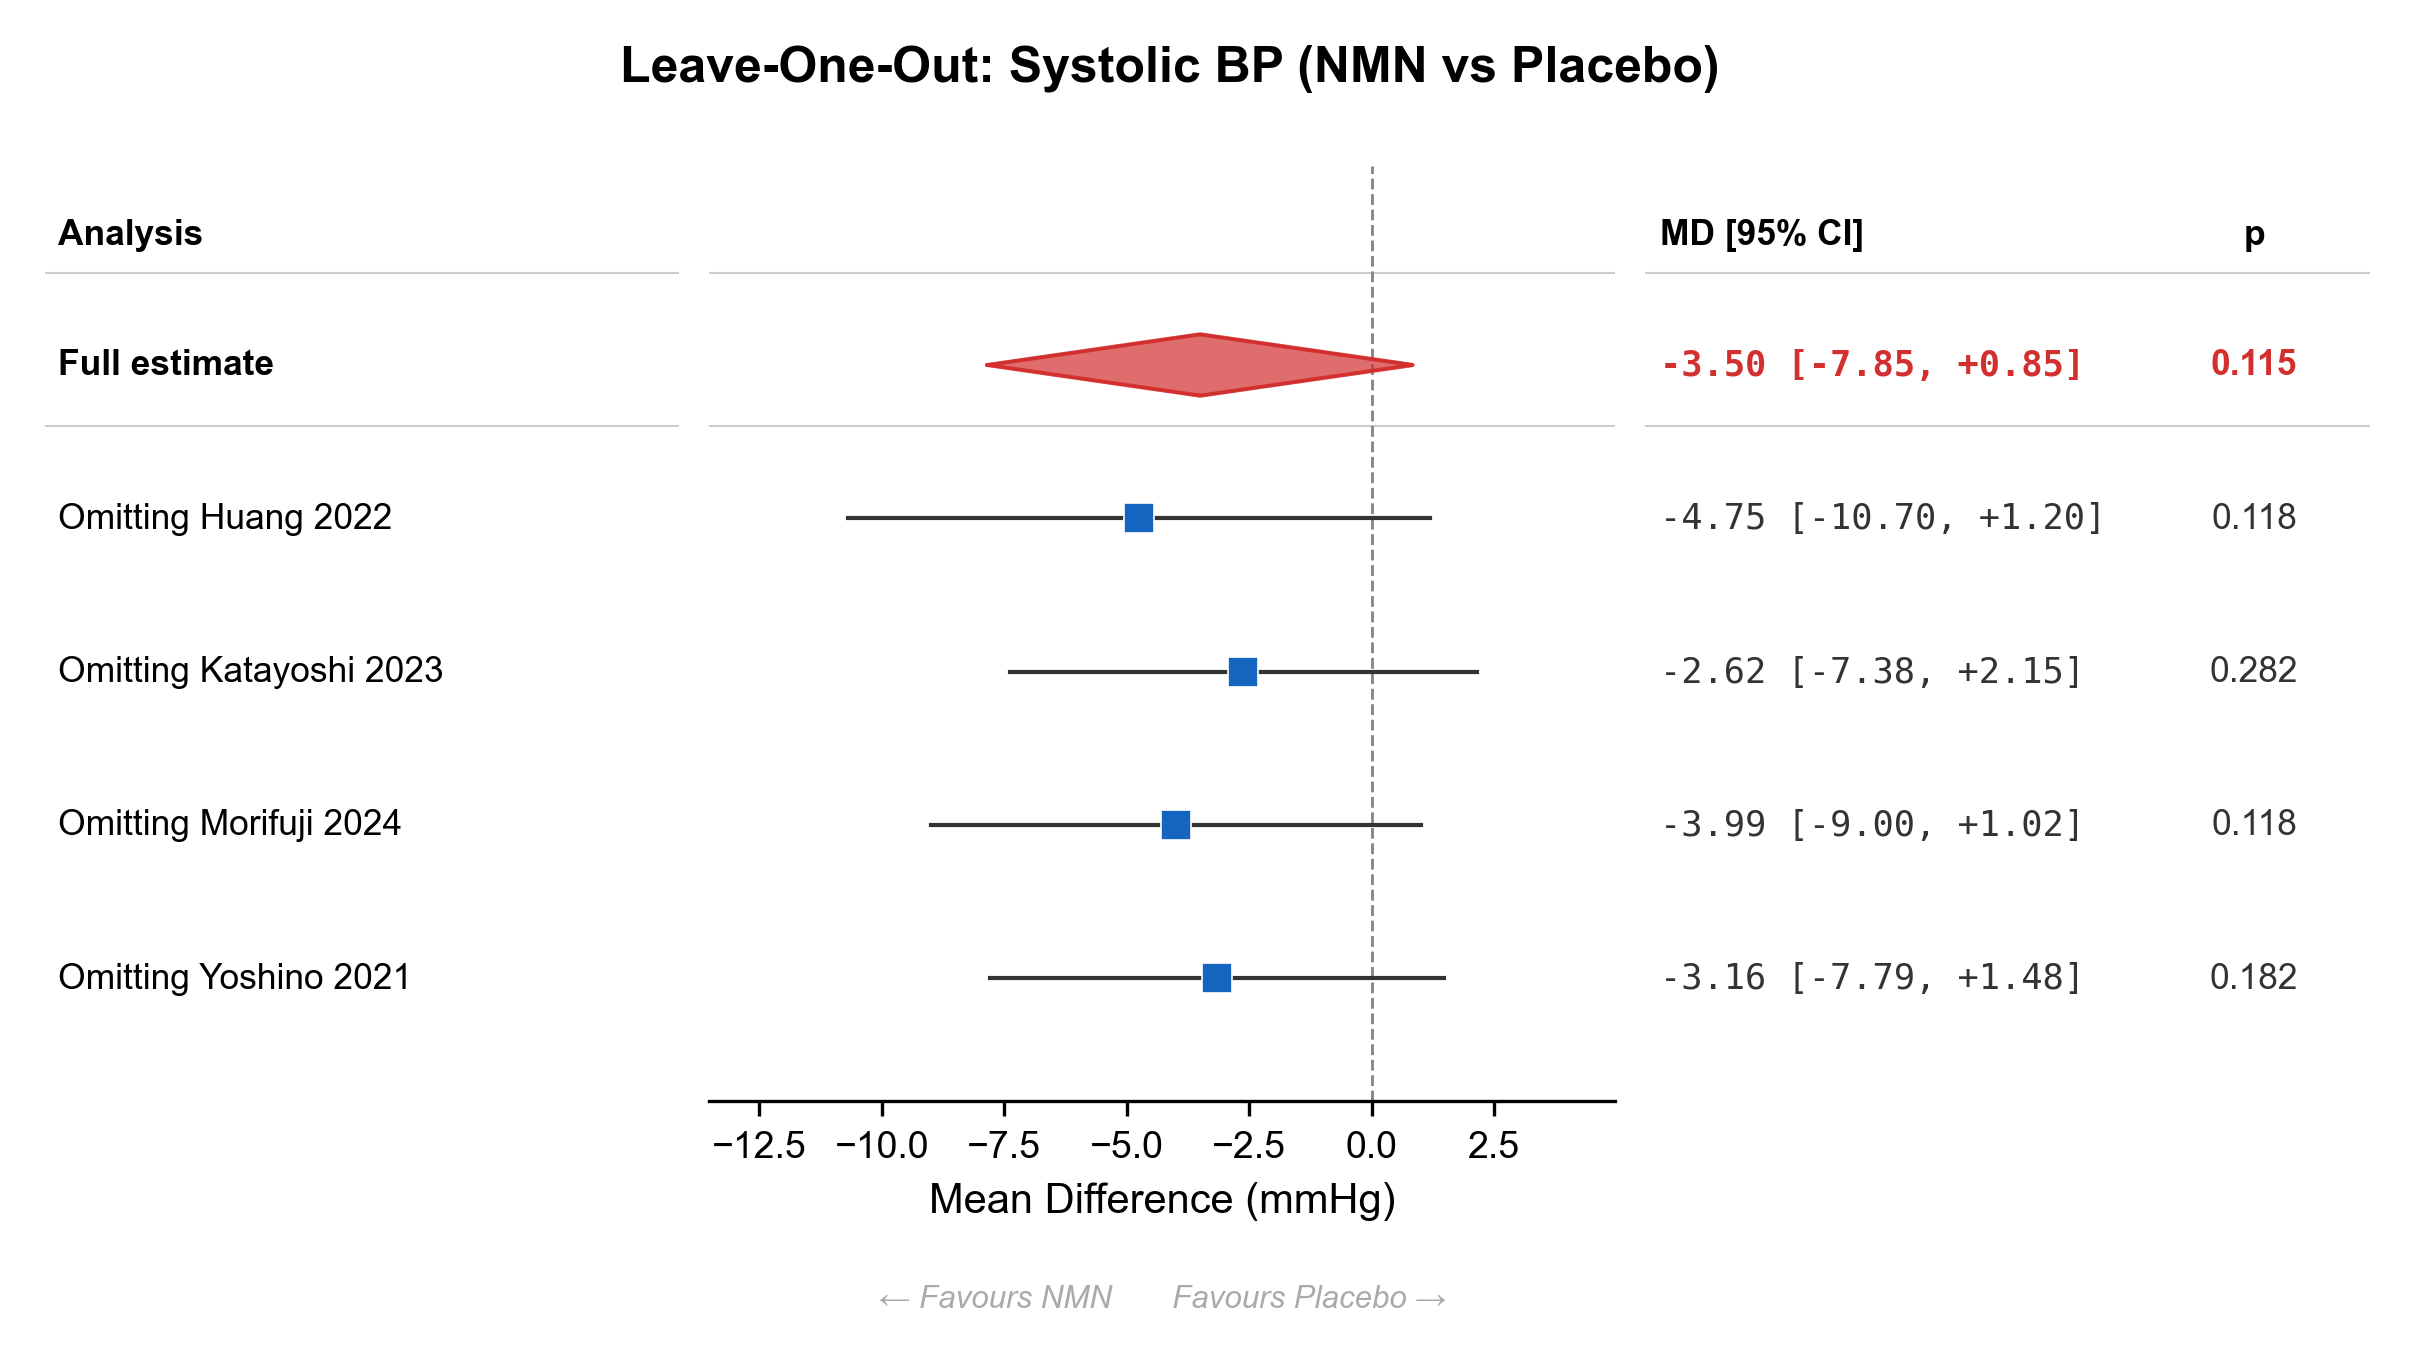 Leave-One-Out: Systolic BP (NMN vs Placebo)
Analysis MD [95% CI] p
Full estimate -3.50 [-7.85, +0.85] 0.115
Omitting Huang 2022 -4.75 [-10.70, +1.20] 0.118
Omitting Katayoshi 2023 -2.62 [-7.38, +2.15] 0.282
Omitting Morifuji 2024 -3.99 [-9.00, +1.02] 0.118
Omitting Yoshino 2021 -3.16 [-7.79, +1.48] 0.182
−12.5 −10.0 −7.5 −5.0 −2.5 0.0 2.5
Mean Difference (mmHg)
← Favours NMN Favours Placebo →